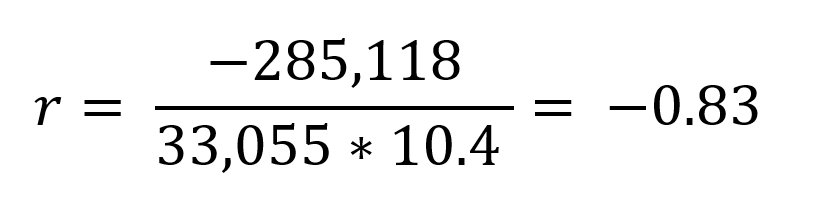 r = −285,118 / 33,055 ∗ 10.4 = −0.83